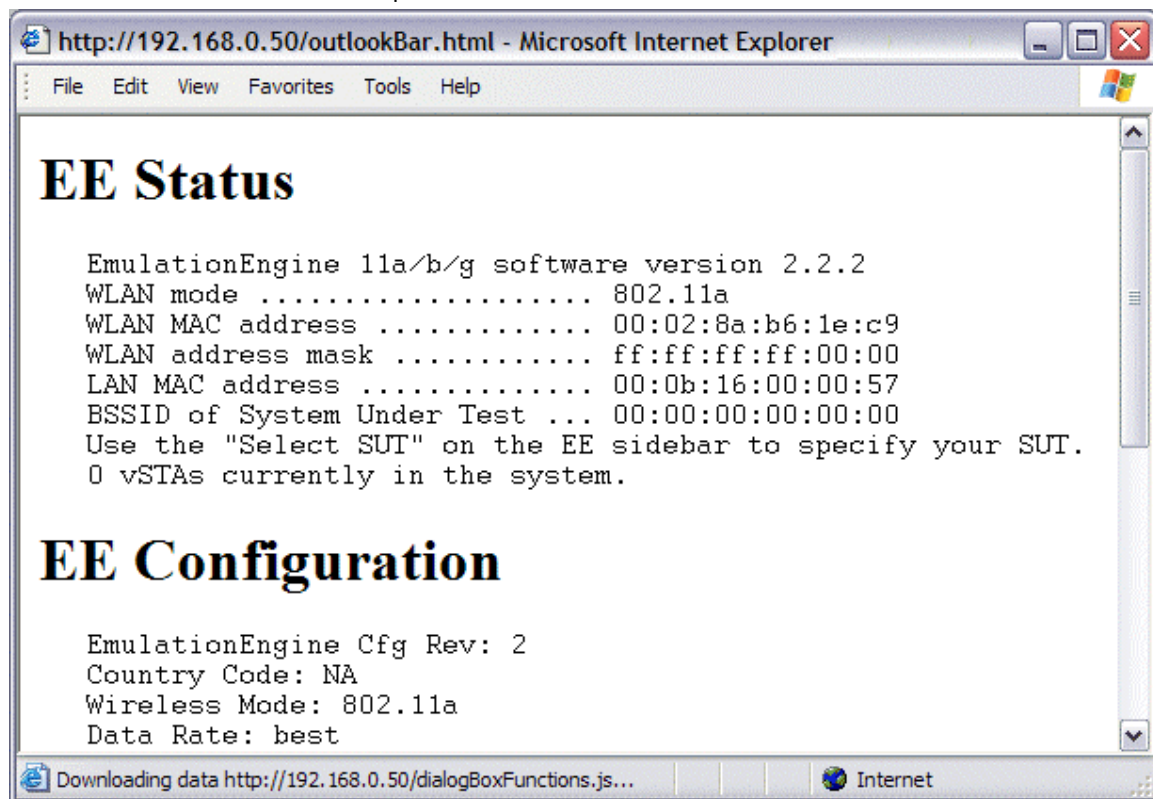 http://192.168.0.50/outlookBar.html - Microsoft Internet Explorer
File Edit View Favorites Tools Help
EE Status
EmulationEngine 11a/b/g software version 2.2.2
WLAN mode .................... 802.11a
WLAN MAC address ............. 00:02:8a:b6:1e:c9
WLAN address mask ............ ff:ff:ff:ff:00:00
LAN MAC address .............. 00:0b:16:00:00:57
BSSID of System Under Test ... 00:00:00:00:00:00
Use the "Select SUT" on the EE sidebar to specify your SUT.
0 vSTAs currently in the system.
EE Configuration
EmulationEngine Cfg Rev: 2
Country Code: NA
Wireless Mode: 802.11a
Data Rate: best
Downloading data http://192.168.0.50/dialogBoxFunctions.js... Internet